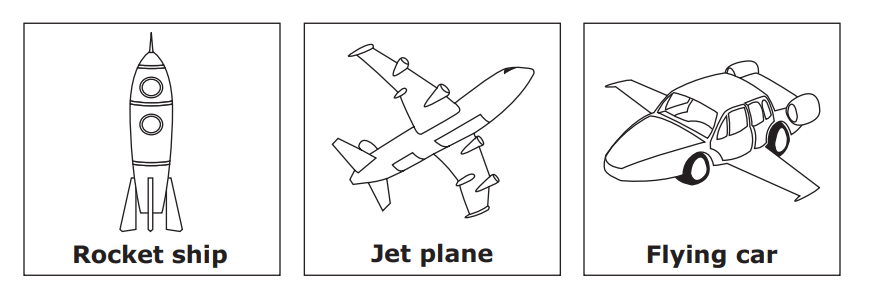 Rocket ship
Jet plane
Flying car